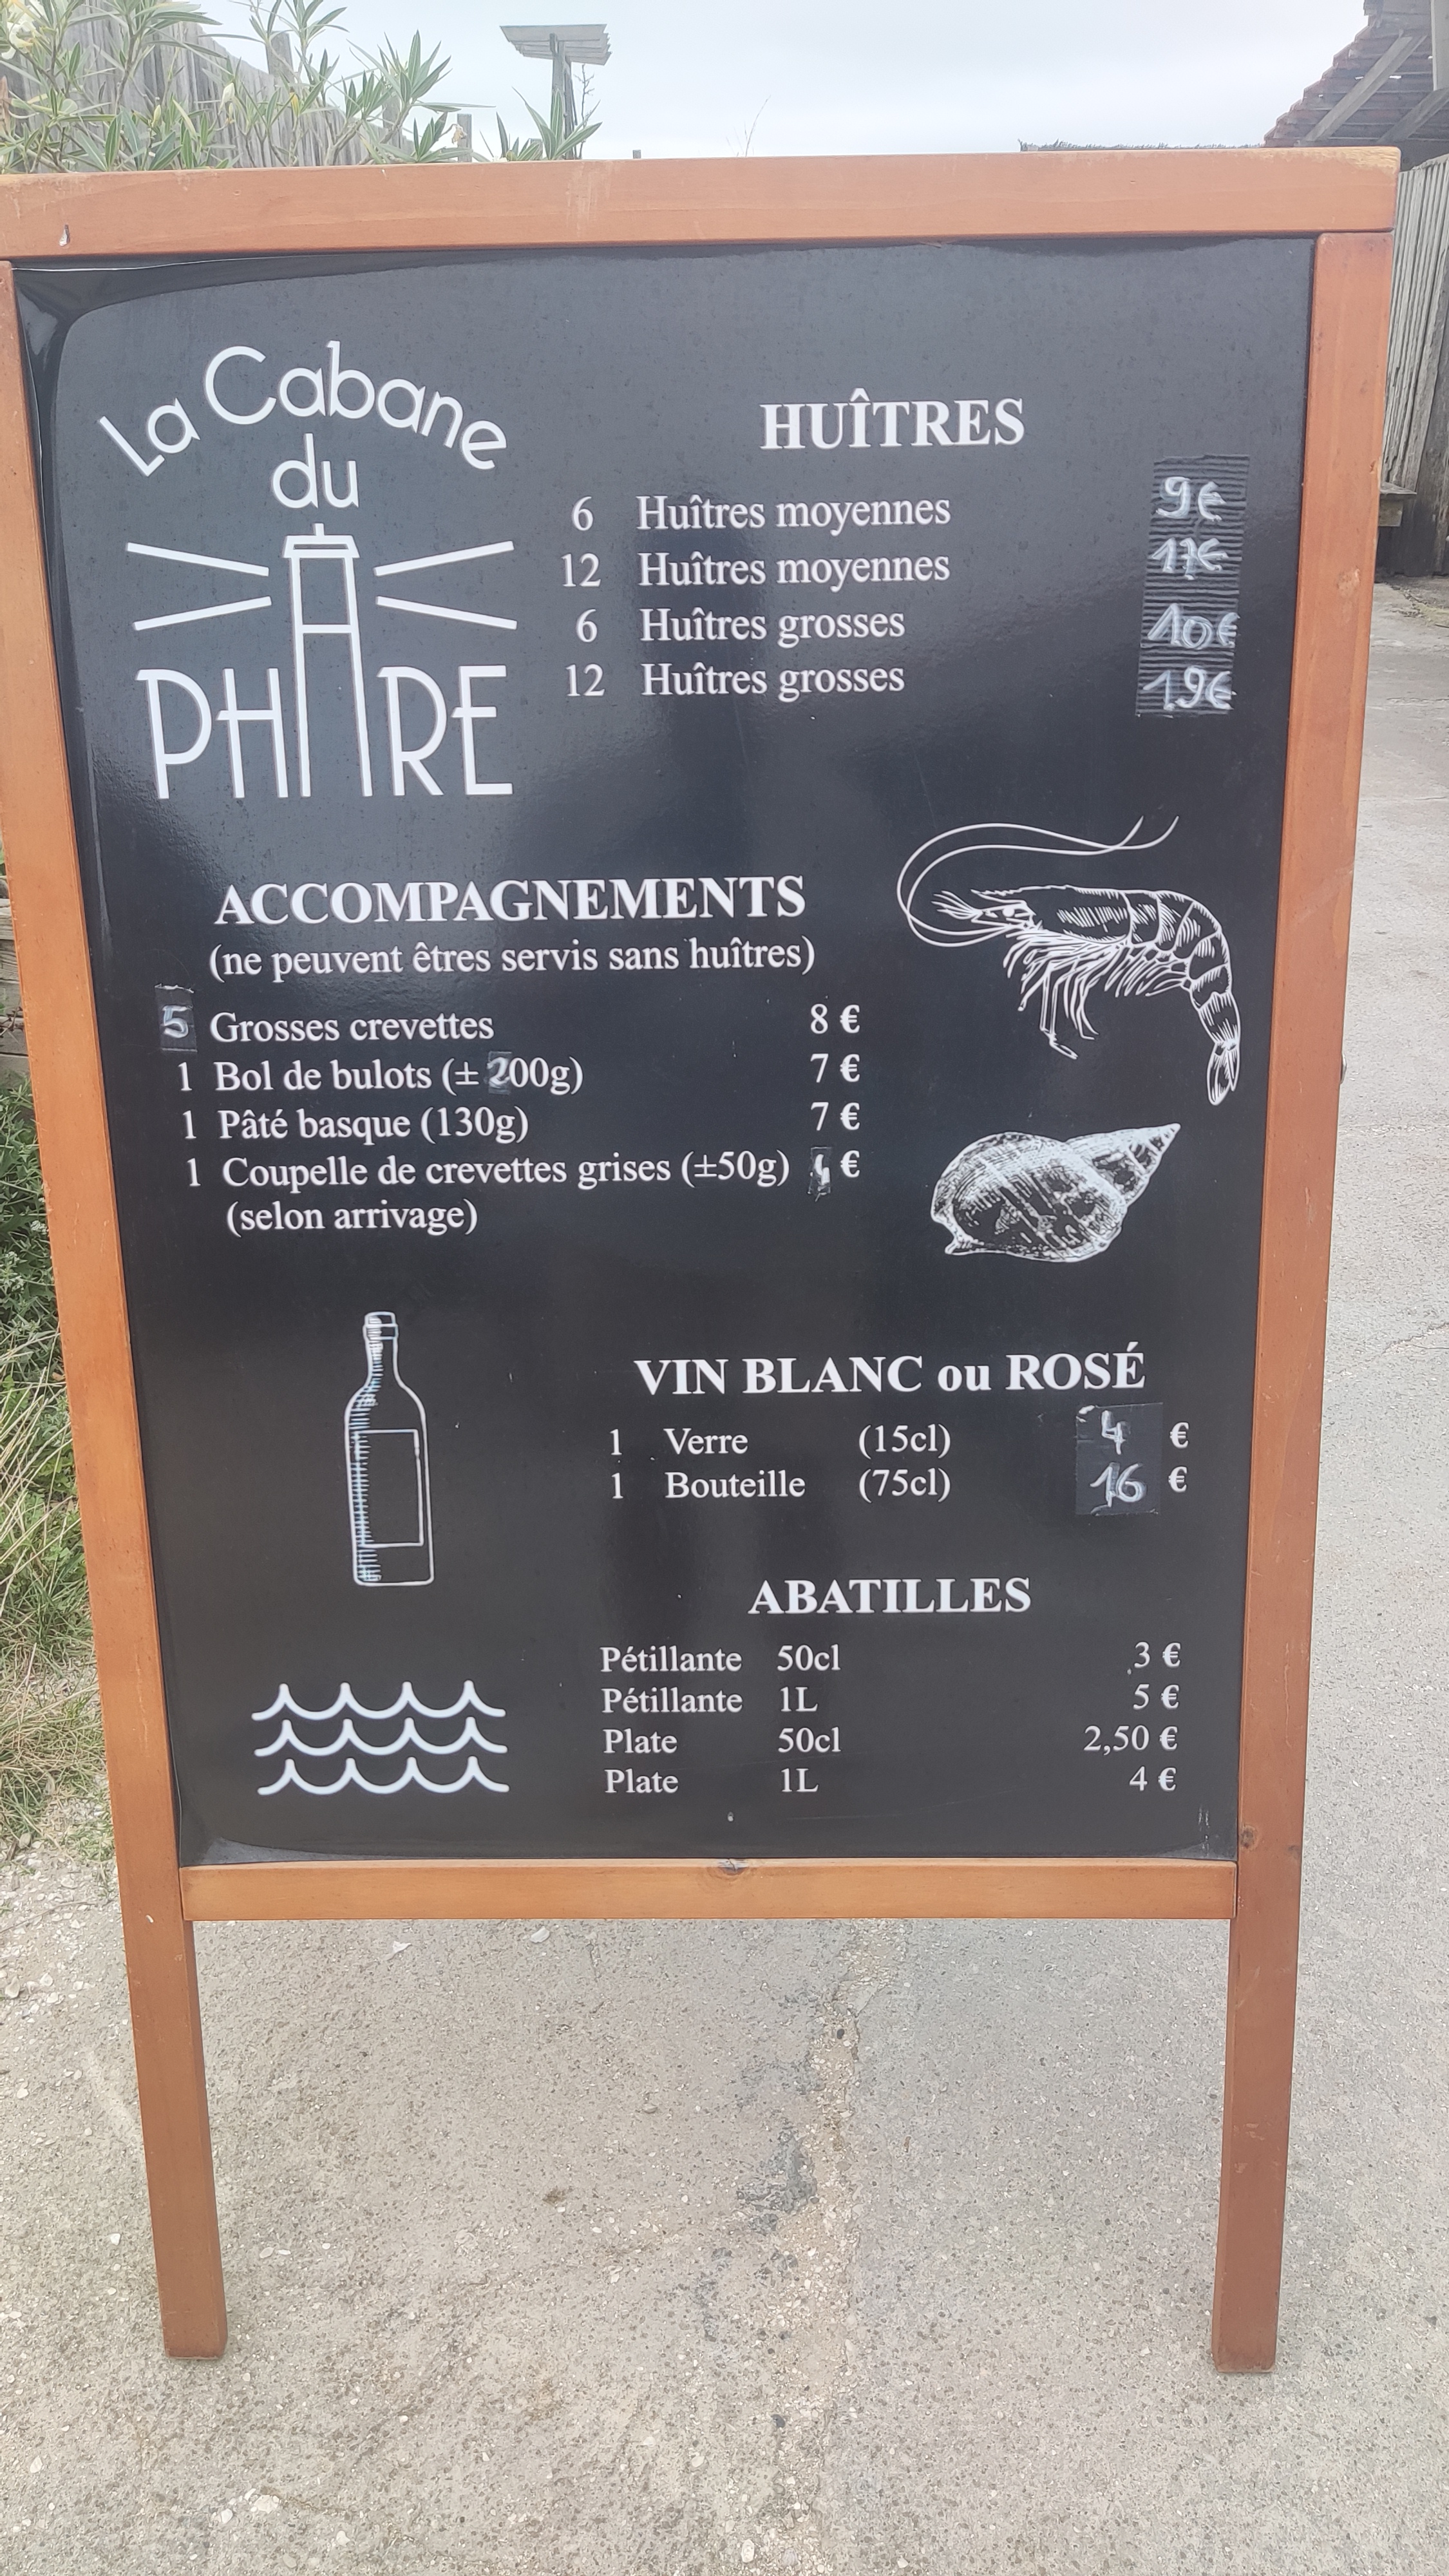 La Cabane
du
PHARE
HUÎTRES
6 Huîtres moyennes 9€
12 Huîtres moyennes 17€
6 Huîtres grosses 10€
12 Huîtres grosses 19€
ACCOMPAGNEMENTS
(ne peuvent êtres servis sans huîtres)
5 Grosses crevettes 8 €
1 Bol de bulots (± 200g) 7 €
1 Pâté basque (130g) 7 €
1 Coupelle de crevettes grises (±50g) €
(selon arrivage)
VIN BLANC ou ROSÉ
1 Verre (15cl) 4 €
1 Bouteille (75cl) 16 €
ABATILLES
Pétillante 50cl 3 €
Pétillante 1L 5 €
Plate 50cl 2,50 €
Plate 1L 4 €